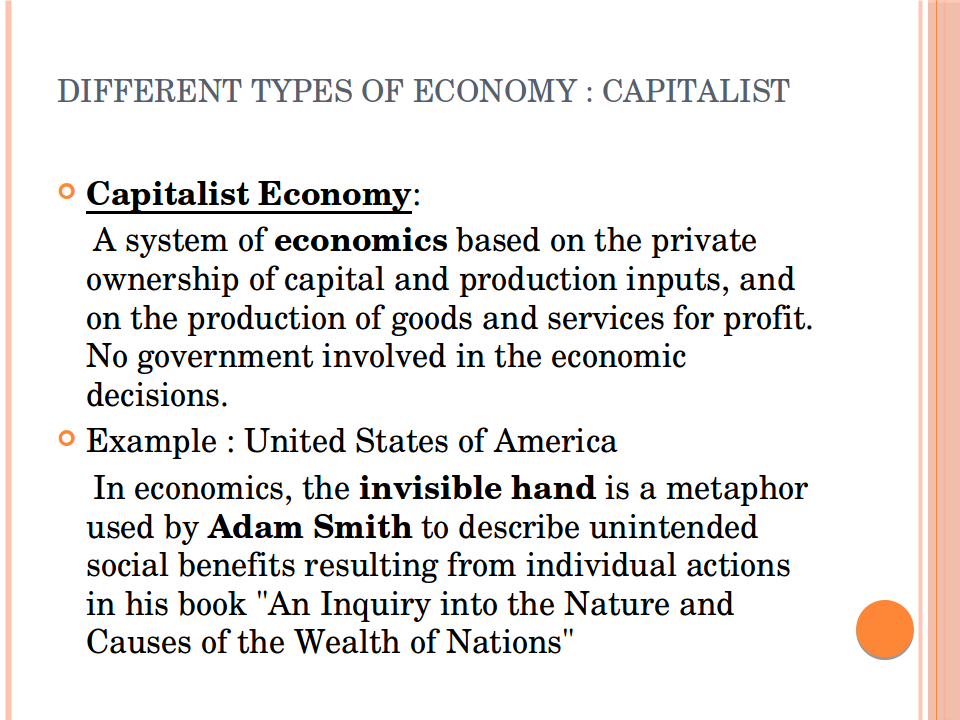 DIFFERENT TYPES OF ECONOMY : CAPITALIST
Capitalist Economy:
A system of economics based on the private
ownership of capital and production inputs, and
on the production of goods and services for profit.
No government involved in the economic
decisions.
Example : United States of America
In economics, the invisible hand is a metaphor
used by Adam Smith to describe unintended
social benefits resulting from individual actions
in his book "An Inquiry into the Nature and
Causes of the Wealth of Nations"